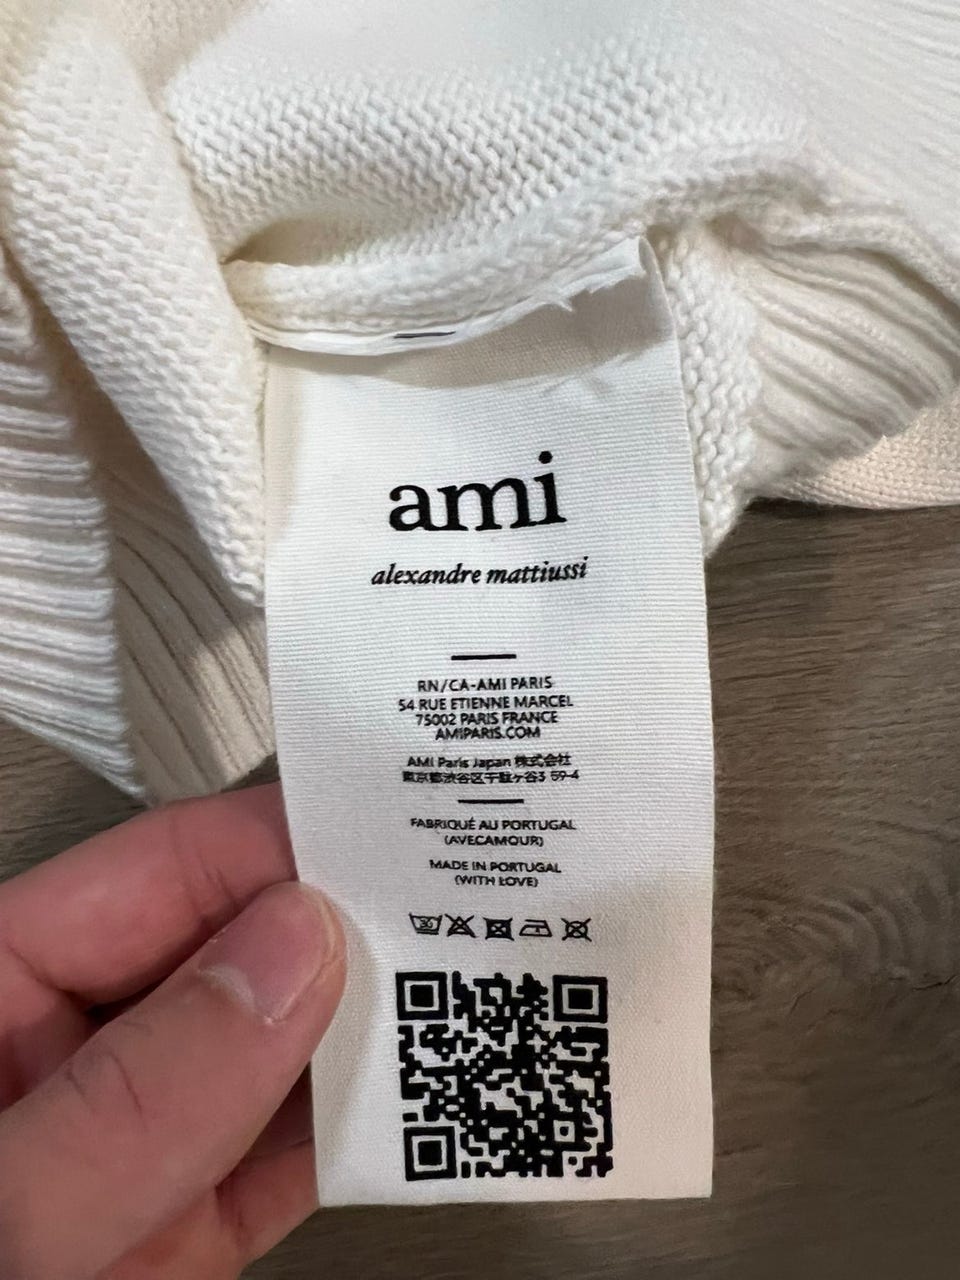 ami
alexandre mattiussi
RN/CA-AMI PARIS
54 RUE ETIENNE MARCEL
75002 PARIS FRANCE
AMIPARIS.COM
AMI Paris Japan 株式会社
東京都渋谷区千駄ヶ谷3 59-4
FABRIQUÉ AU PORTUGAL
(AVECAMOUR)
MADE IN PORTUGAL
(WITH LOVE)
30